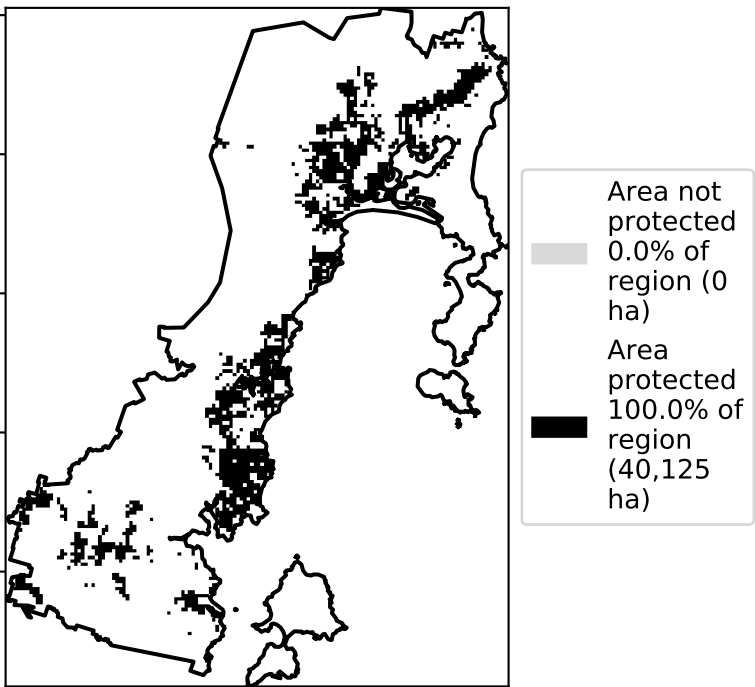 Area not
protected
0.0% of
region (0
ha)
Area
protected
100.0% of
region
(40,125
ha)